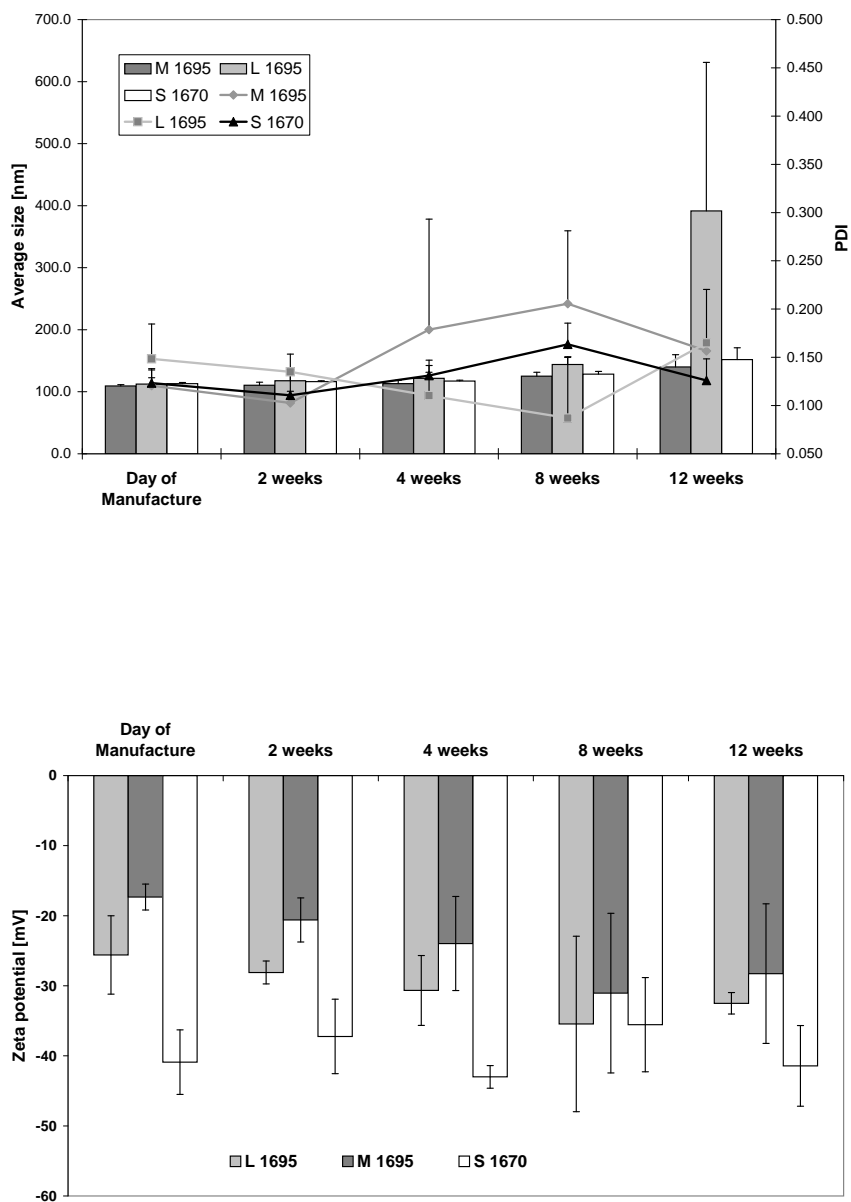 700.0
600.0
500.0
400.0
300.0
200.0
100.0
0.0
Average size [nm]
M 1695 L 1695
S 1670 M 1695
L 1695 S 1670
0.500
0.450
0.400
0.350
0.300
0.250
0.200
0.150
0.100
0.050
PDI
Day of
Manufacture 2 weeks 4 weeks 8 weeks 12 weeks
Day of
Manufacture 2 weeks 4 weeks 8 weeks 12 weeks
0
-10
-20
-30
-40
-50
-60
Zeta potential [mV]
L 1695 M 1695 S 1670